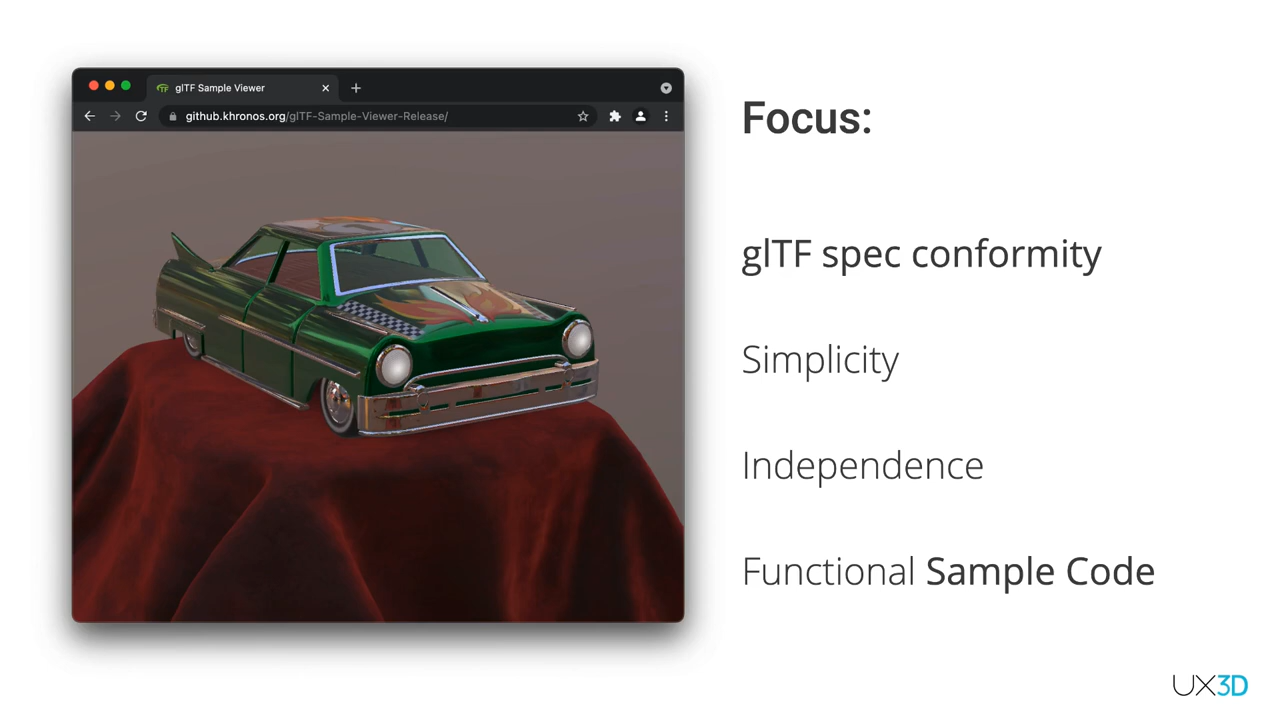 glTF Sample Viewer
github.khronos.org/glTF-Sample-Viewer-Release/
Focus:
glTF spec conformity
Simplicity
Independence
Functional Sample Code
UX3D